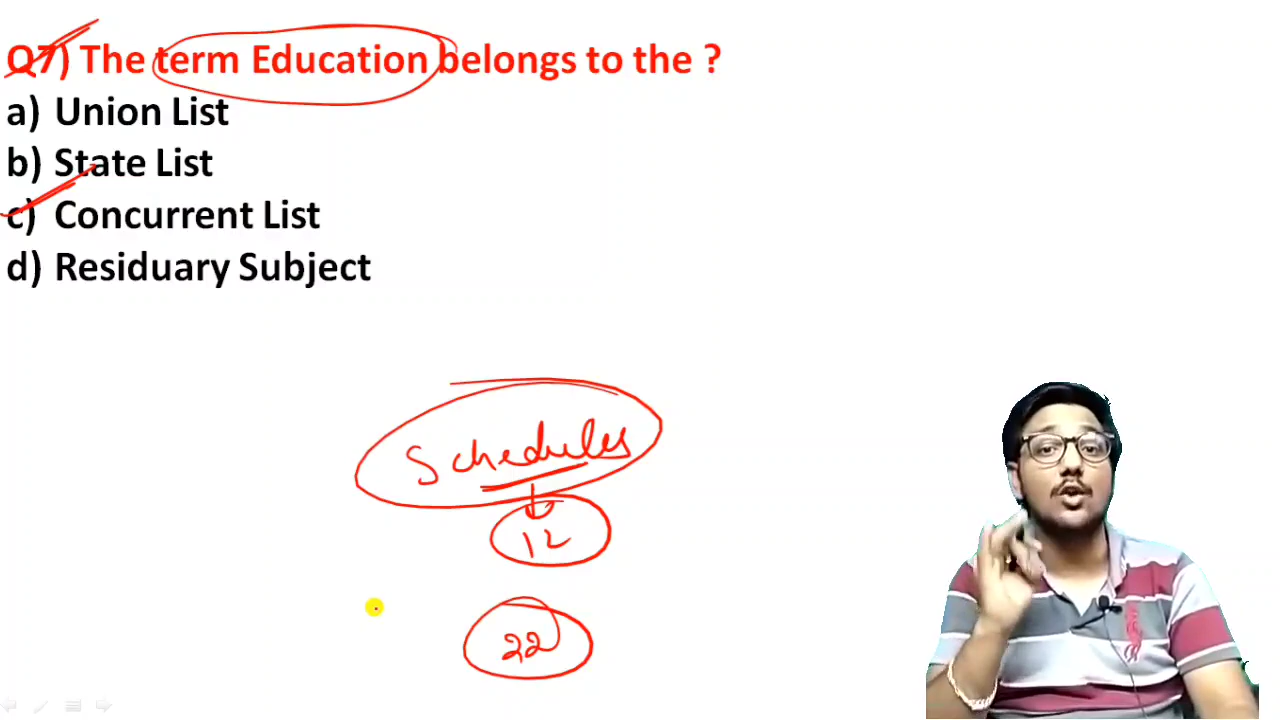 Q7) The term Education belongs to the ?
a) Union List
b) State List
c) Concurrent List
d) Residuary Subject
Schedules
12
22